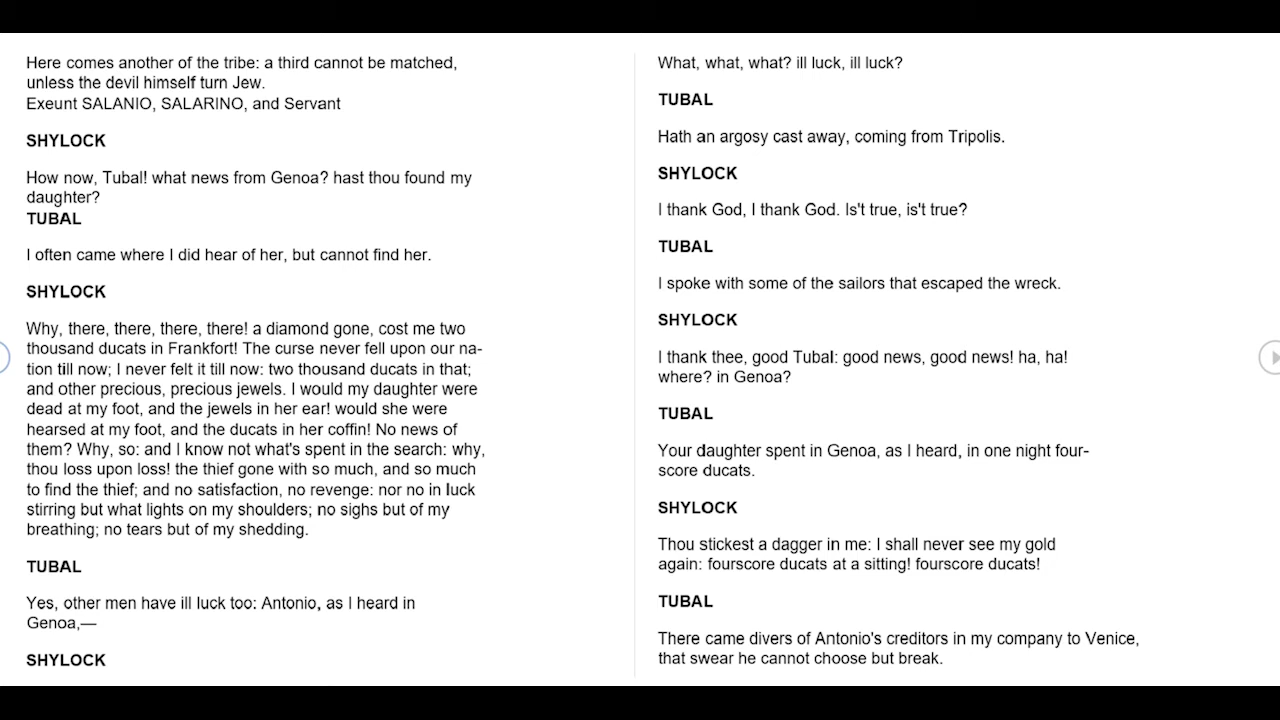 Here comes another of the tribe: a third cannot be matched,
unless the devil himself turn Jew.
Exeunt SALANIO, SALARINO, and Servant
SHYLOCK
How now, Tubal! what news from Genoa? hast thou found my
daughter?
TUBAL
I often came where I did hear of her, but cannot find her.
SHYLOCK
Why, there, there, there, there! a diamond gone, cost me two
thousand ducats in Frankfort! The curse never fell upon our na-
tion till now; I never felt it till now: two thousand ducats in that;
and other precious, precious jewels. I would my daughter were
dead at my foot, and the jewels in her ear! would she were
hearsed at my foot, and the ducats in her coffin! No news of
them? Why, so: and I know not what's spent in the search: why,
thou loss upon loss! the thief gone with so much, and so much
to find the thief; and no satisfaction, no revenge: nor no in luck
stirring but what lights on my shoulders; no sighs but of my
breathing; no tears but of my shedding.
TUBAL
Yes, other men have ill luck too: Antonio, as I heard in
Genoa,—
SHYLOCK
What, what, what? ill luck, ill luck?
TUBAL
Hath an argosy cast away, coming from Tripolis.
SHYLOCK
I thank God, I thank God. Is't true, is't true?
TUBAL
I spoke with some of the sailors that escaped the wreck.
SHYLOCK
I thank thee, good Tubal: good news, good news! ha, ha!
where? in Genoa?
TUBAL
Your daughter spent in Genoa, as I heard, in one night four-
score ducats.
SHYLOCK
Thou stickest a dagger in me: I shall never see my gold
again: fourscore ducats at a sitting! fourscore ducats!
TUBAL
There came divers of Antonio's creditors in my company to Venice,
that swear he cannot choose but break.